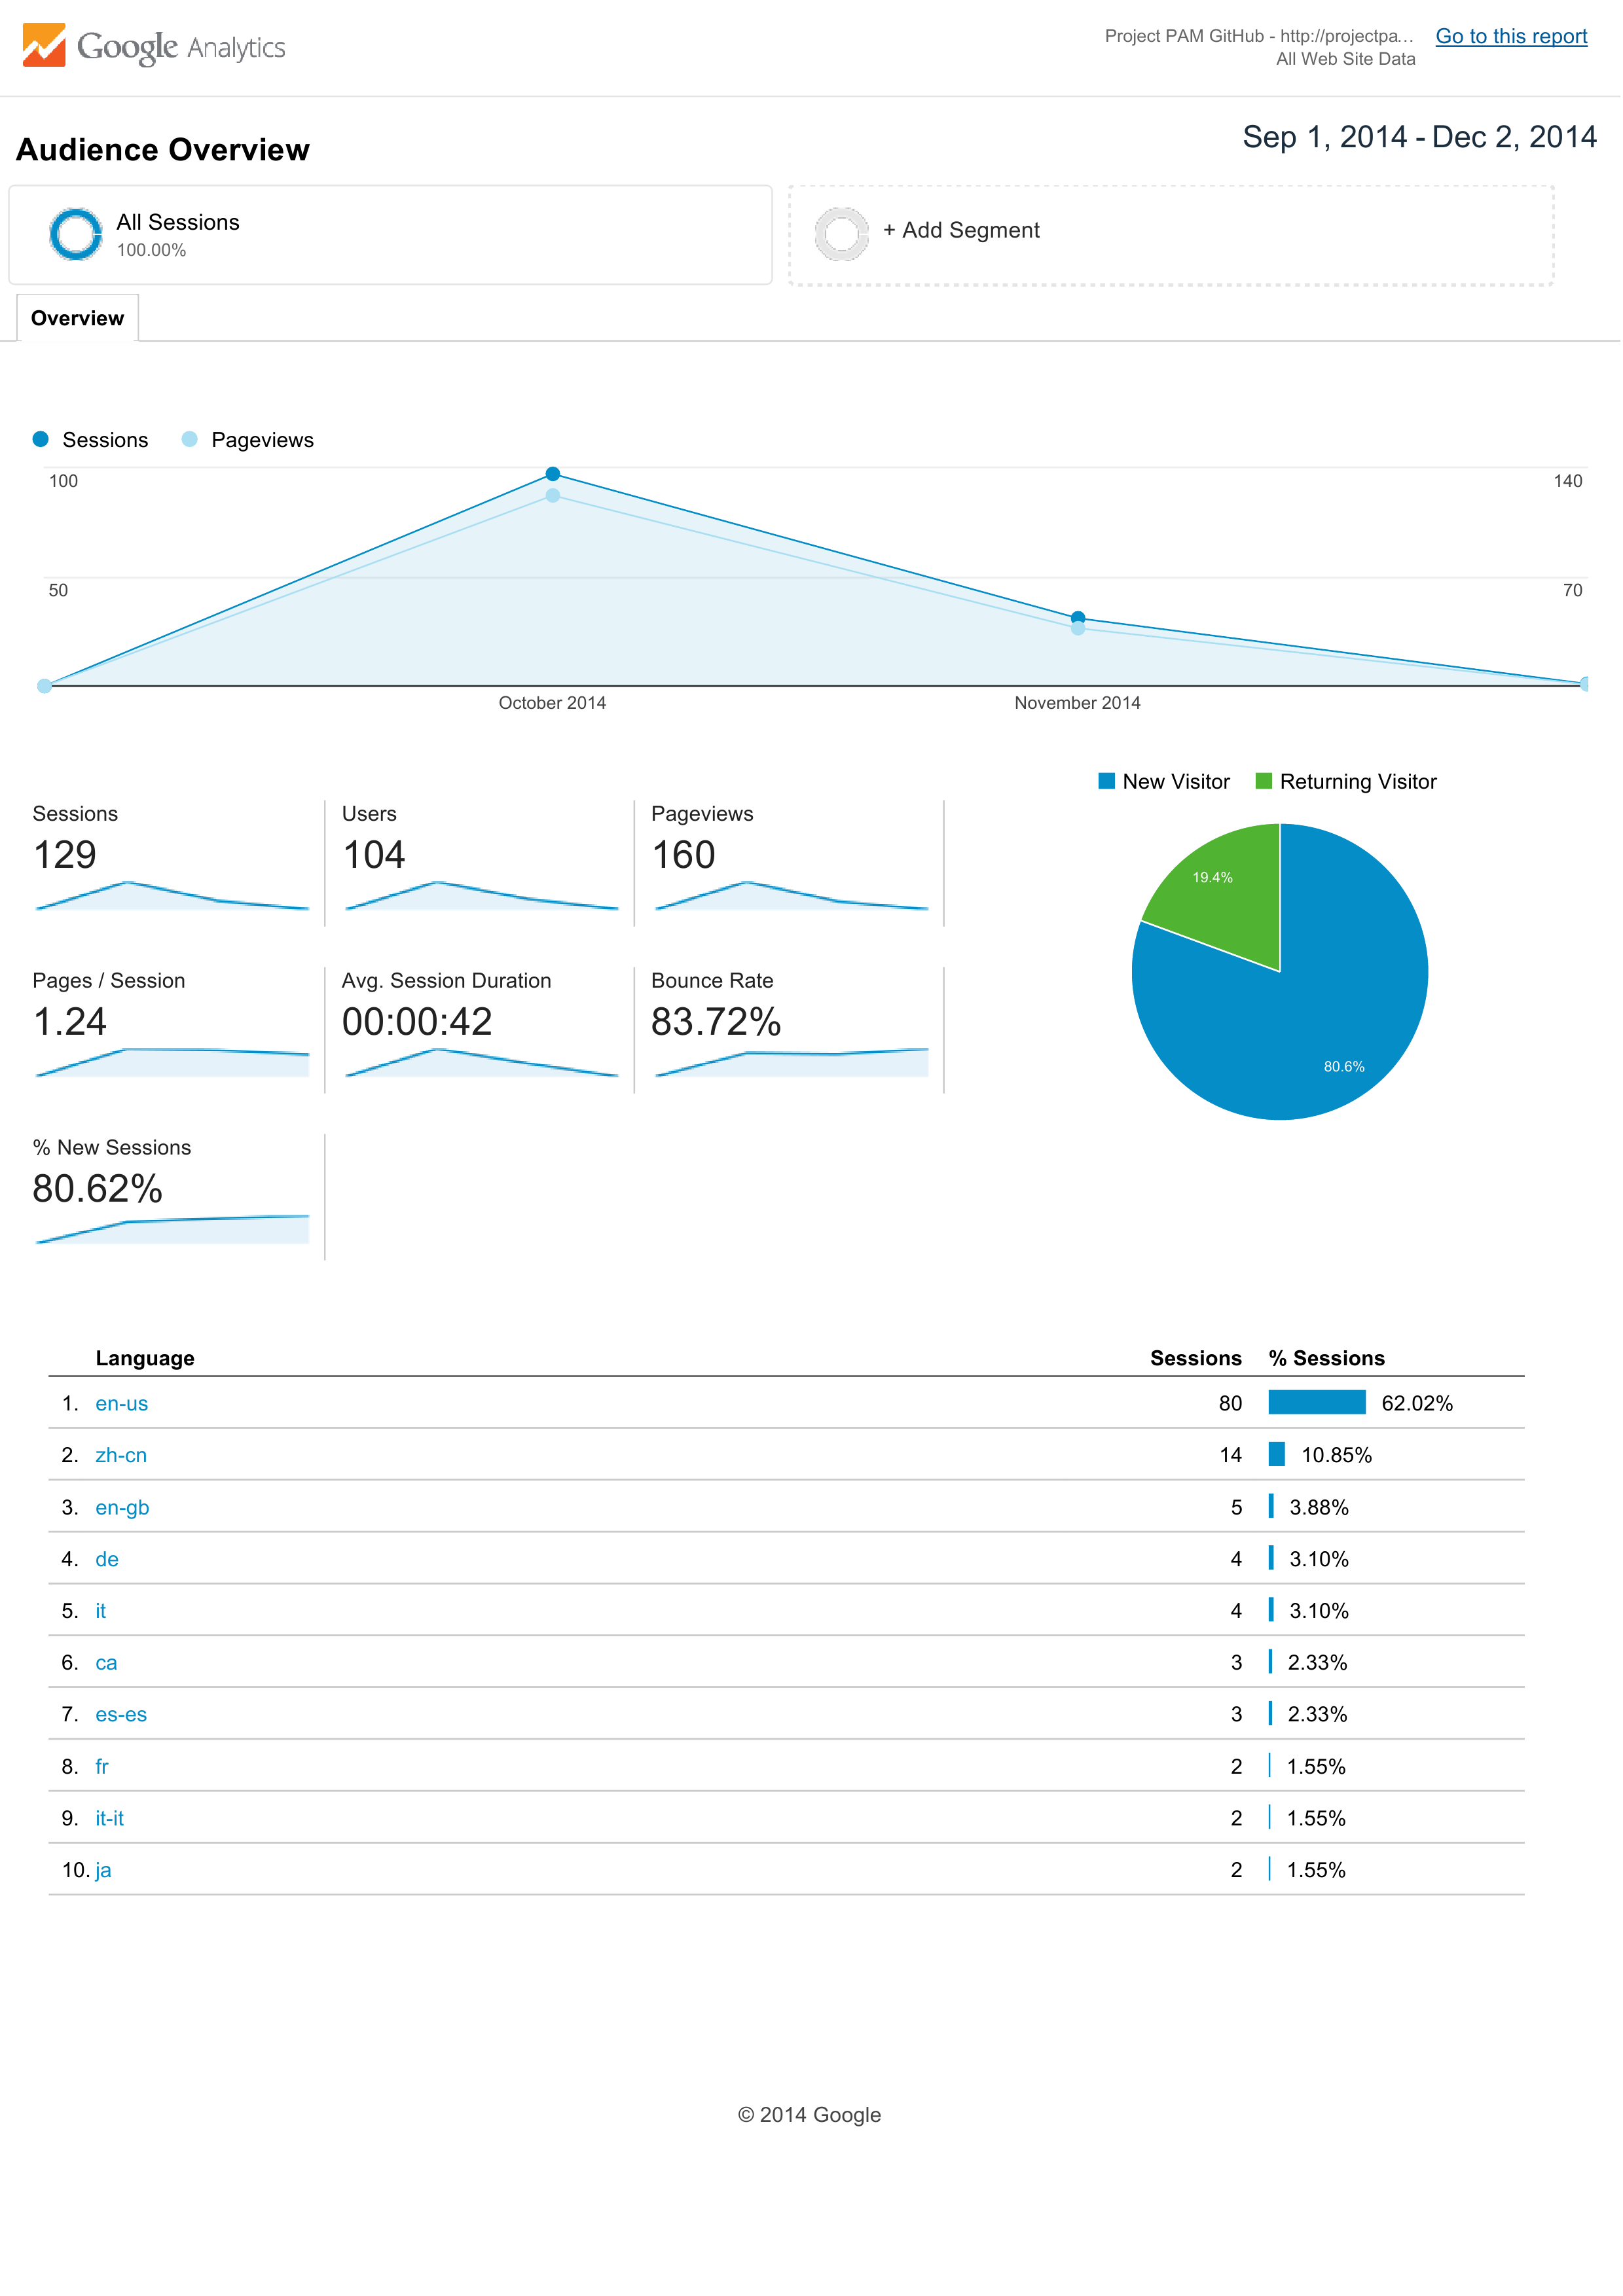 Google Analytics
Project PAM GitHub - http://projectpa...
All Web Site Data
Go to this report
Audience Overview
Sep 1, 2014 - Dec 2, 2014
All Sessions
100.00%
+ Add Segment
Overview
Sessions Pageviews
100 140
50 70
October 2014 November 2014
New Visitor Returning Visitor
19.4%
80.6%
Sessions
129
Users
104
Pageviews
160
Pages / Session
1.24
Avg. Session Duration
00:00:42
Bounce Rate
83.72%
% New Sessions
80.62%
Language Sessions % Sessions
1. en-us 80 62.02%
2. zh-cn 14 10.85%
3. en-gb 5 3.88%
4. de 4 3.10%
5. it 4 3.10%
6. ca 3 2.33%
7. es-es 3 2.33%
8. fr 2 1.55%
9. it-it 2 1.55%
10. ja 2 1.55%
© 2014 Google